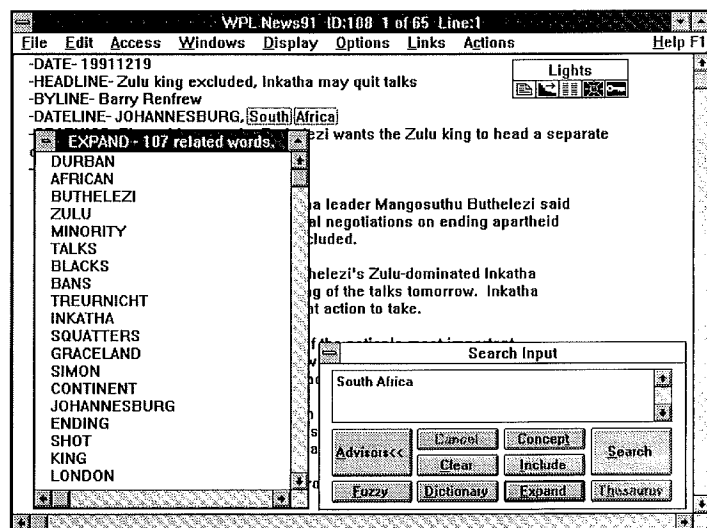 WPL News91 ID:188 1 of 65 Line:1
File Edit Access Windows Display Options Links Actions Help F1
-DATE- 19911219
-HEADLINE- Zulu king excluded, Inkatha may quit talks
-BYLINE- Barry Renfrew
-DATELINE- JOHANNESBURG, South Africa
Lights
ezi wants the Zulu king to head a separate
EXPAND - 107 related words.
DURBAN
AFRICAN
BUTHELEZI
ZULU
MINORITY
TALKS
BLACKS
BANS
TREURNICHT
INKATHA
SQUATTERS
GRACELAND
SIMON
CONTINENT
JOHANNESBURG
ENDING
SHOT
KING
LONDON
a leader Mangosuthu Buthelezi said
al negotiations on ending apartheid
cluded.
helezi's Zulu-dominated Inkatha
g of the talks tomorrow. Inkatha
t action to take.
Search Input
South Africa
Advisors<<
Cancel
Concept
Search
Clear
Include
Fuzzy
Dictionary
Expand
Thesaurus